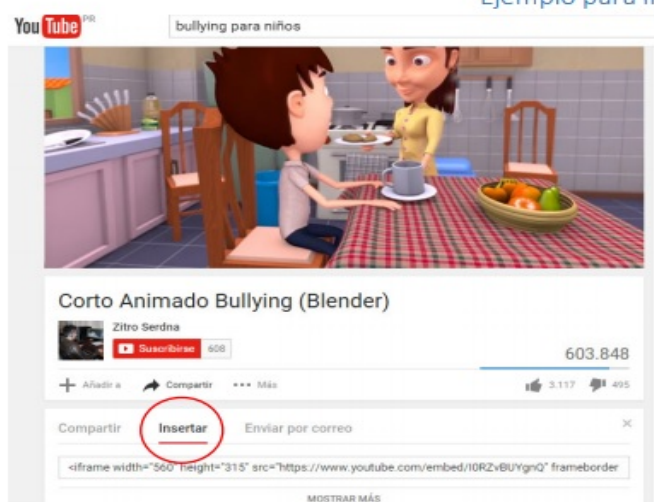 Ejemplo para i
YouTube PR
bullying para niños
Corto Animado Bullying (Blender)
Zitro Serdna
Suscribirse 608
603.848
Añadir a Compartir ••• Más 3.117 495
Compartir Insertar Enviar por correo ×
<iframe width="560" height="315" src="https://www.youtube.com/embed/I0RZvBUYgnQ" frameborder
MOSTRAR MÁS